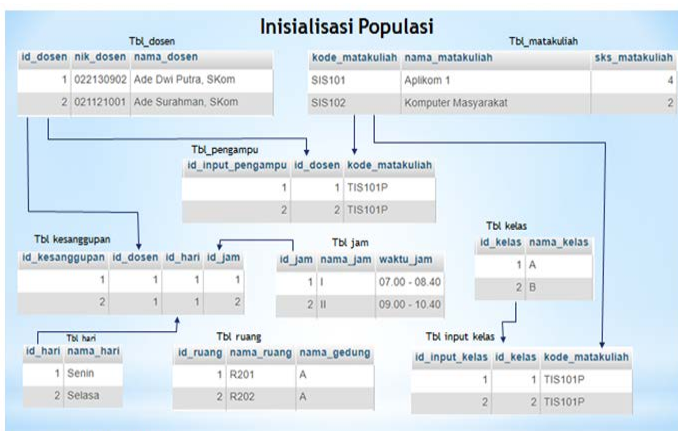 Inisialisasi Populasi
Tbl_dosen
id_dosen nik_dosen nama_dosen
1 022130902 Ade Dwi Putra, SKom
2 021121001 Ade Surahman, SKom
Tbl_matakuliah
kode_matakuliah nama_matakuliah sks_matakuliah
SIS101 Aplikom 1 4
SIS102 Komputer Masyarakat 2
Tbl_pengampu
id_input_pengampu id_dosen kode_matakuliah
1 1 TIS101P
2 2 TIS101P
Tbl kesanggupan
id_kesanggupan id_dosen id_hari id_jam
1 1 1 1
2 1 1 2
Tbl jam
id_jam nama_jam waktu_jam
1 I 07.00 - 08.40
2 II 09.00 - 10.40
Tbl kelas
id_kelas nama_kelas
1 A
2 B
Tbl hari
id_hari nama_hari
1 Senin
2 Selasa
Tbl ruang
id_ruang nama_ruang nama_gedung
1 R201 A
2 R202 A
Tbl input kelas
id_input_kelas id_kelas kode_matakuliah
1 1 TIS101P
2 2 TIS101P